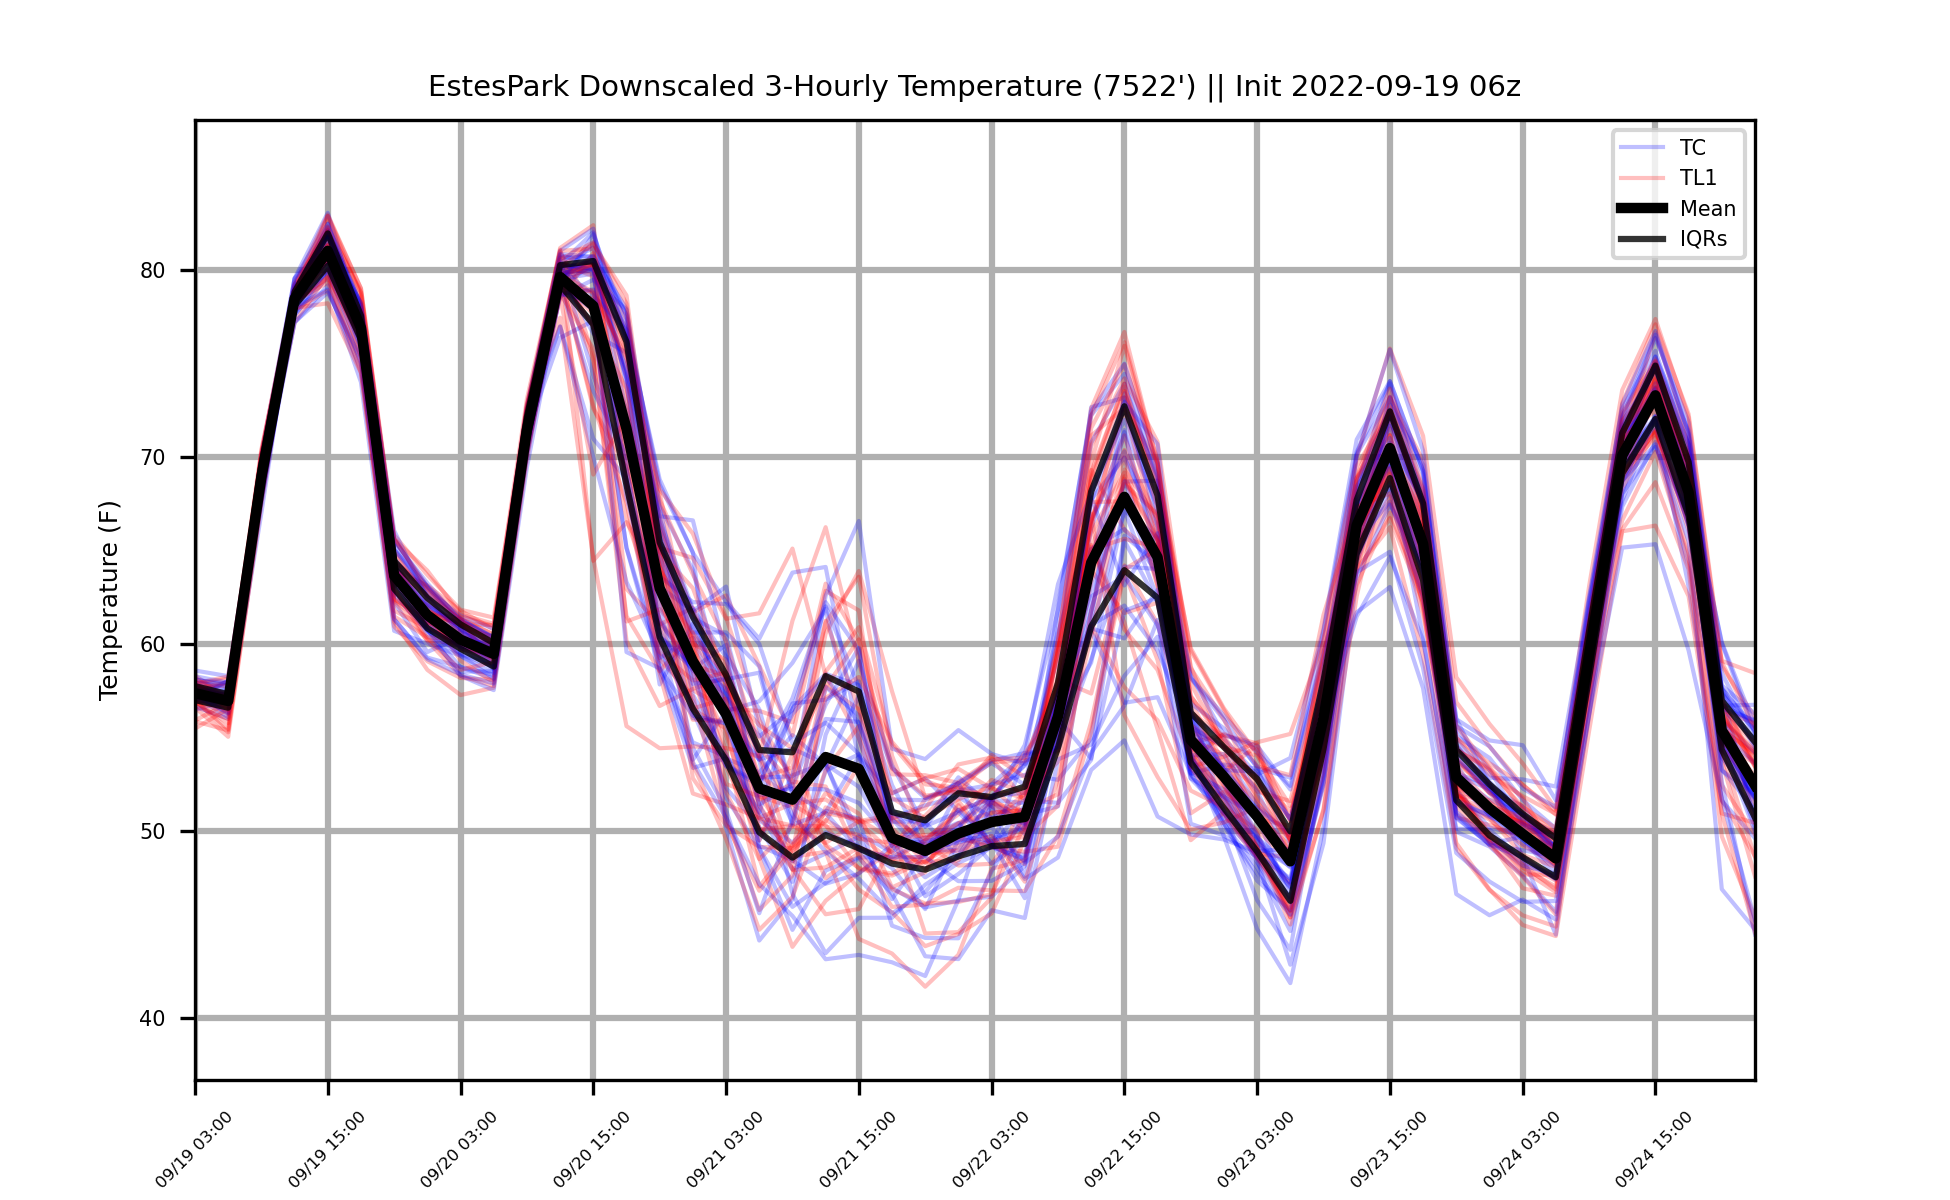 EstesPark Downscaled 3-Hourly Temperature (7522') || Init 2022-09-19 06z
TC
TL1
Mean
IQRs
Temperature (F)
80
70
60
50
40
09/19 03:00
09/19 15:00
09/20 03:00
09/20 15:00
09/21 03:00
09/21 15:00
09/22 03:00
09/22 15:00
09/23 03:00
09/23 15:00
09/24 03:00
09/24 15:00